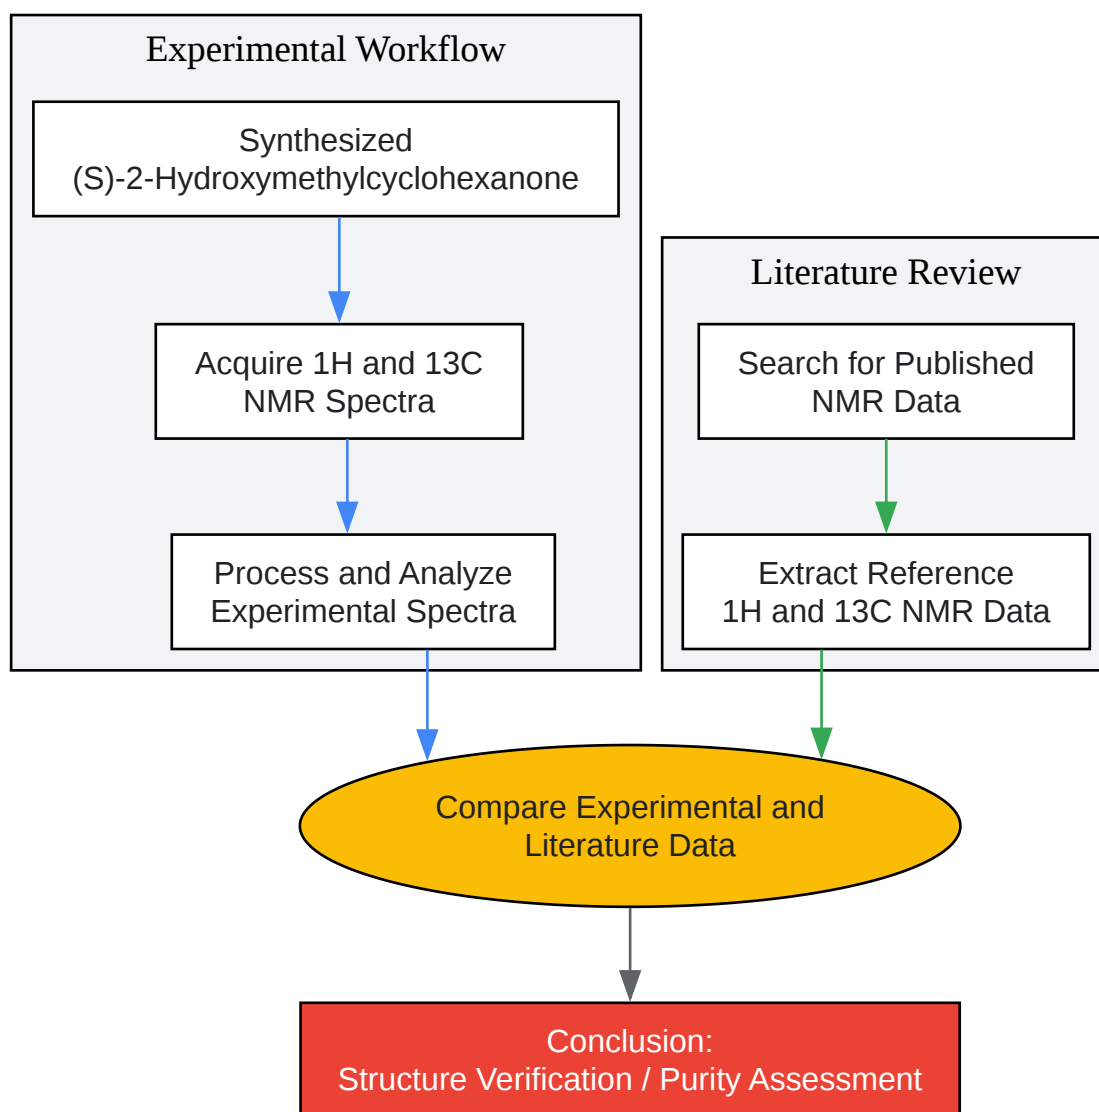 Experimental Workflow
Synthesized
(S)-2-Hydroxymethylcyclohexanone
Acquire 1H and 13C
NMR Spectra
Process and Analyze
Experimental Spectra
Literature Review
Search for Published
NMR Data
Extract Reference
1H and 13C NMR Data
Compare Experimental and
Literature Data
Conclusion:
Structure Verification / Purity Assessment